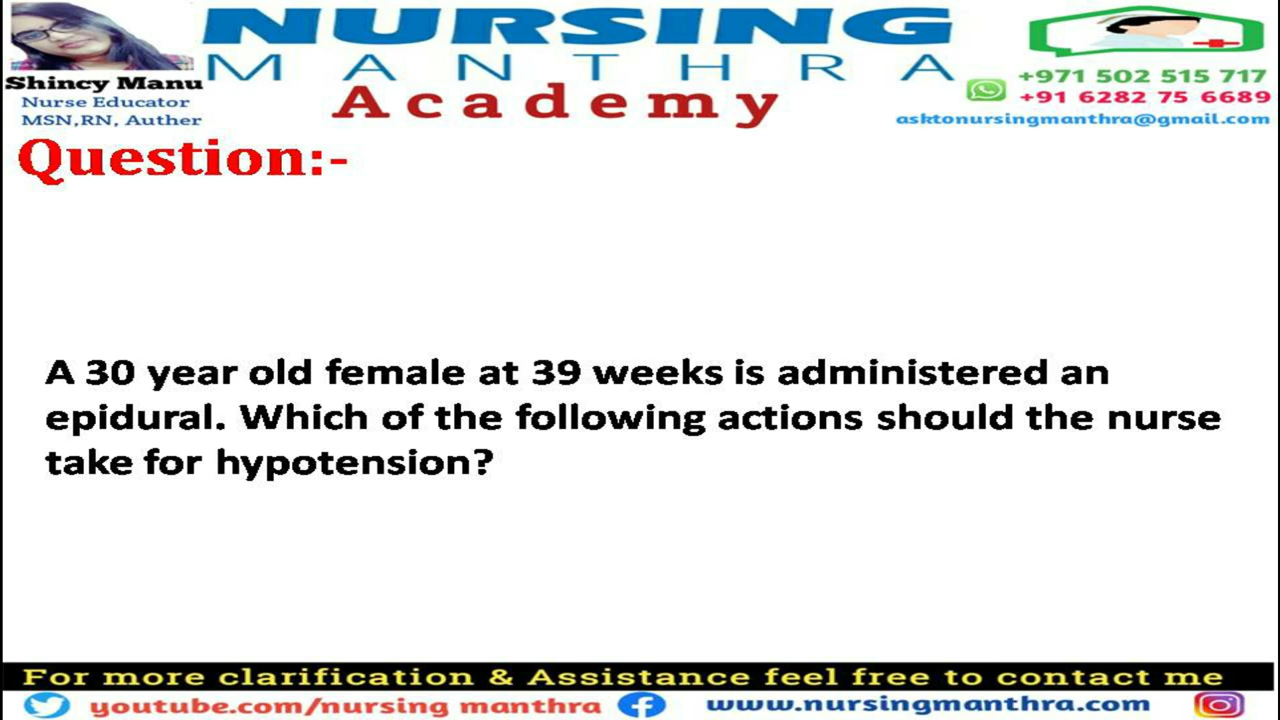 NURSING
MANTHRA
Academy
Shincy Manu
Nurse Educator
MSN,RN, Auther
+971 502 515 717
+91 6282 75 6689
asktonursingmanthra@gmail.com
Question:-
A 30 year old female at 39 weeks is administered an
epidural. Which of the following actions should the nurse
take for hypotension?
For more clarification & Assistance feel free to contact me
youtube.com/nursing manthra
www.nursingmanthra.com